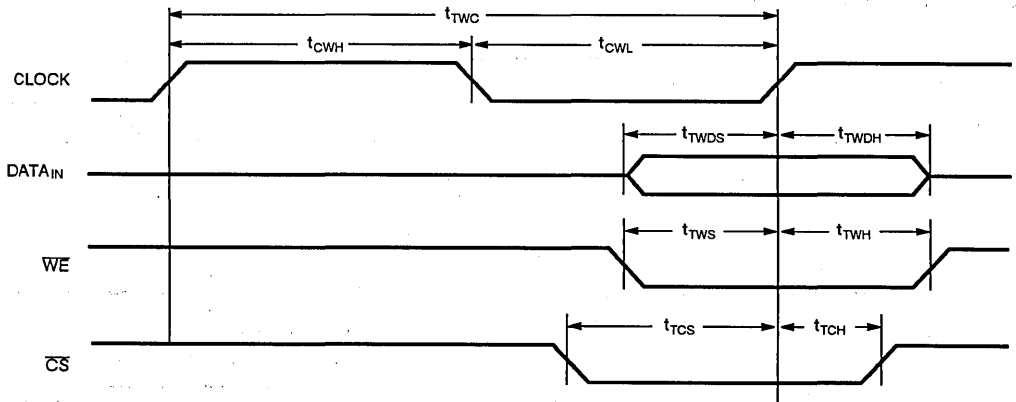 tTWC
tCWH tCWL
CLOCK
tTWDS tTWDH
DATAIN
tTWS tTWH
WE
tTCS tTCH
CS